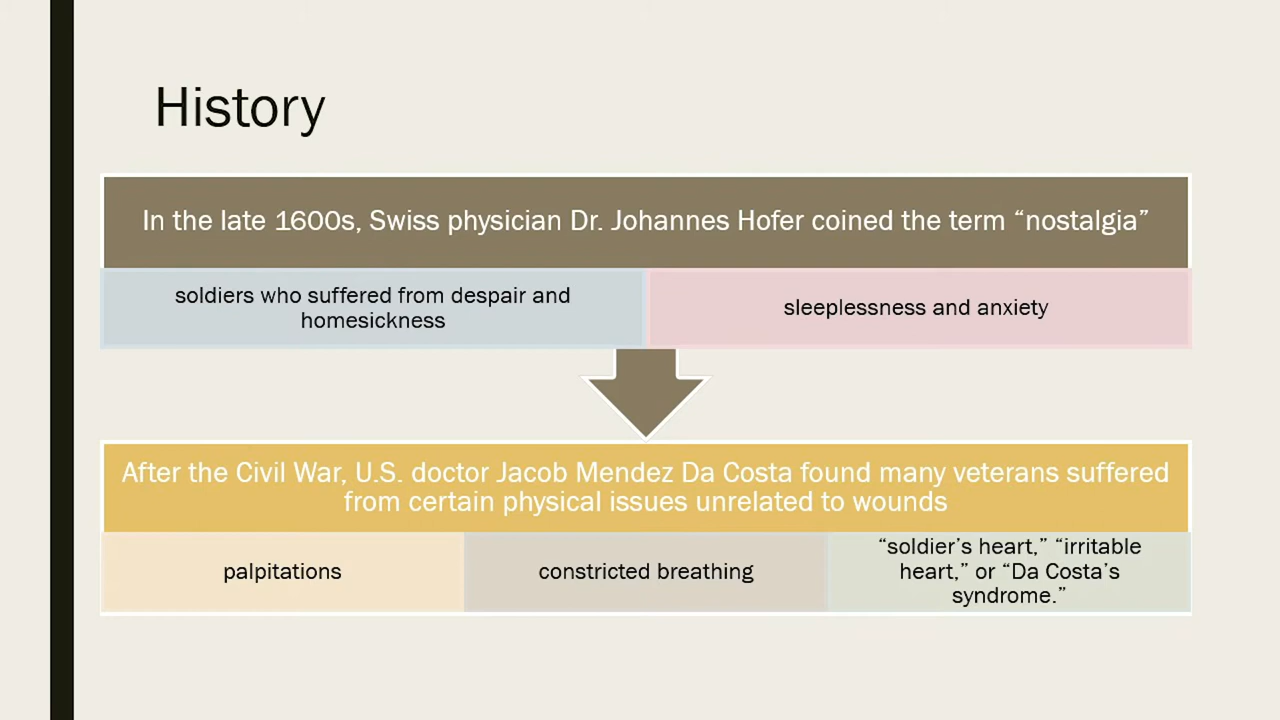 History
In the late 1600s, Swiss physician Dr. Johannes Hofer coined the term “nostalgia”
soldiers who suffered from despair and
homesickness
sleeplessness and anxiety
After the Civil War, U.S. doctor Jacob Mendez Da Costa found many veterans suffered
from certain physical issues unrelated to wounds
palpitations
constricted breathing
“soldier’s heart,” “irritable
heart,” or “Da Costa’s
syndrome.”